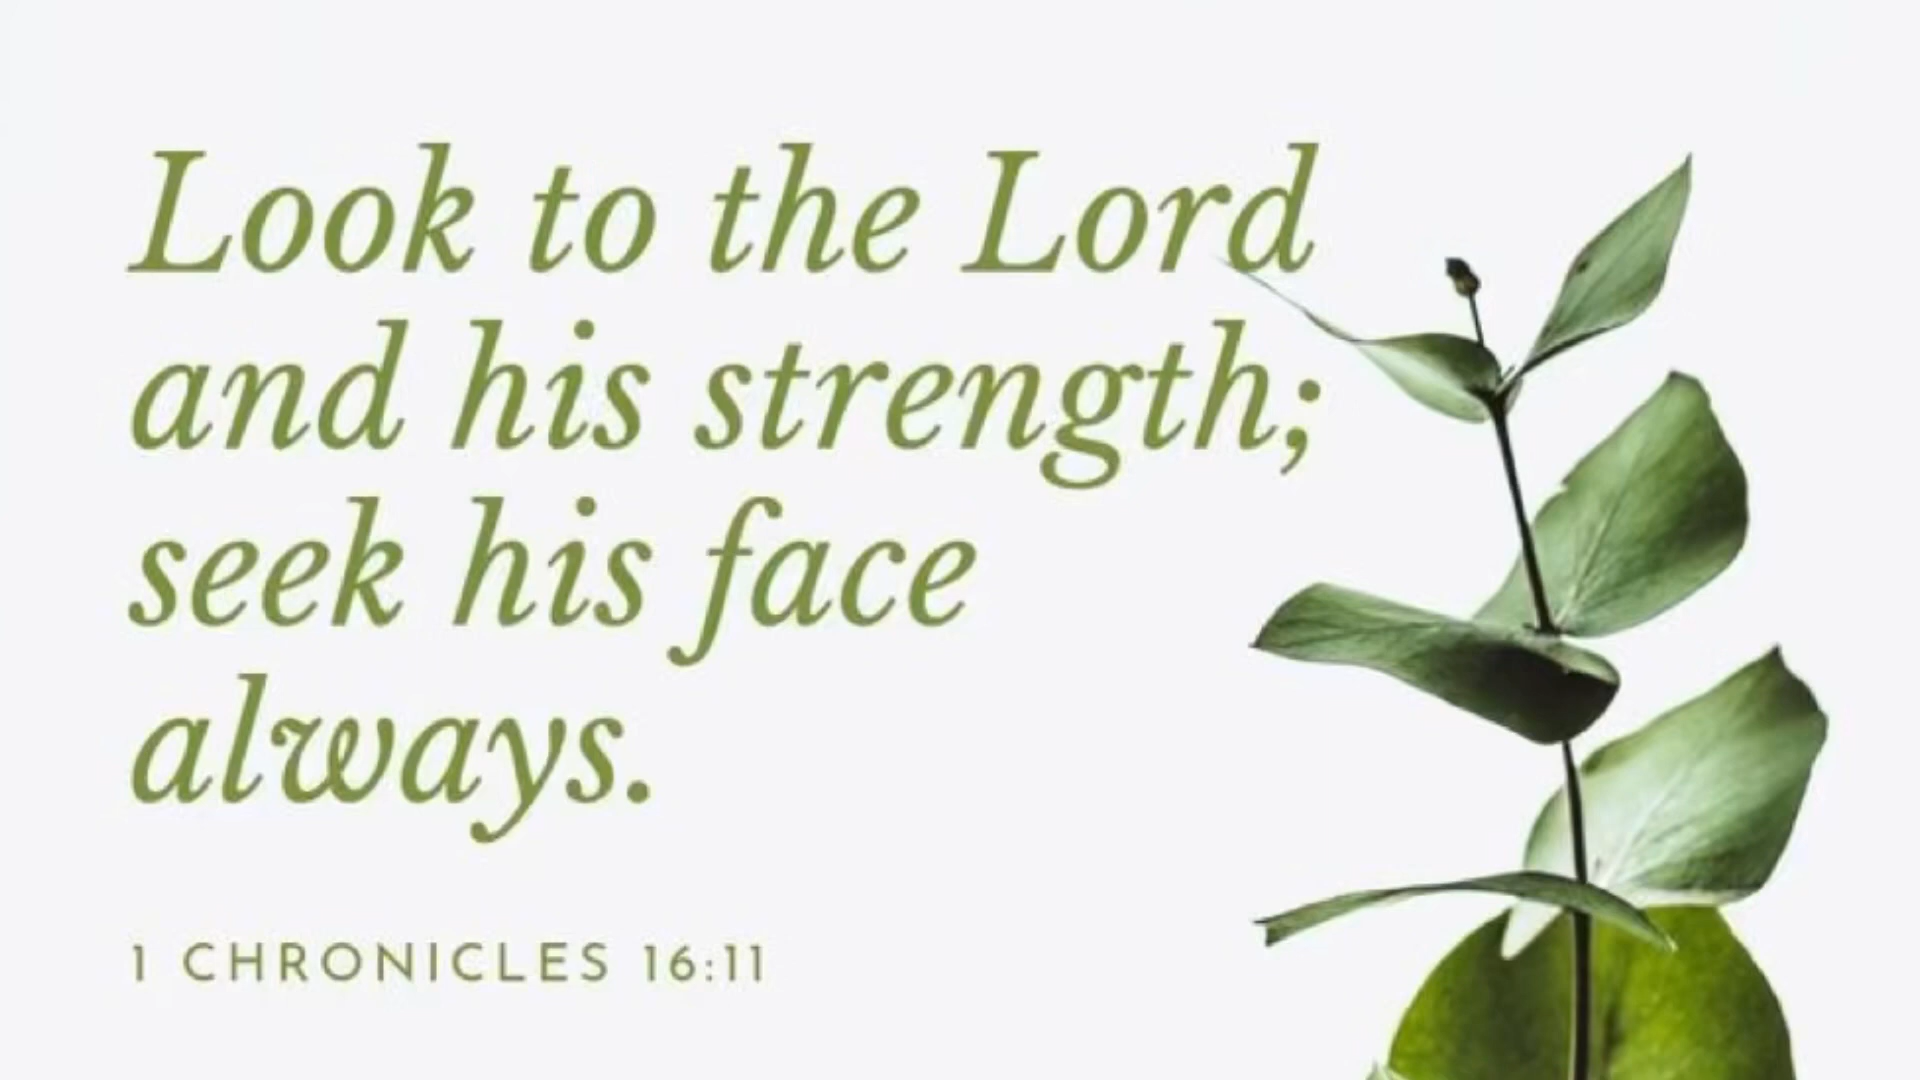 Look to the Lord
and his strength;
seek his face
always.
1 CHRONICLES 16:11